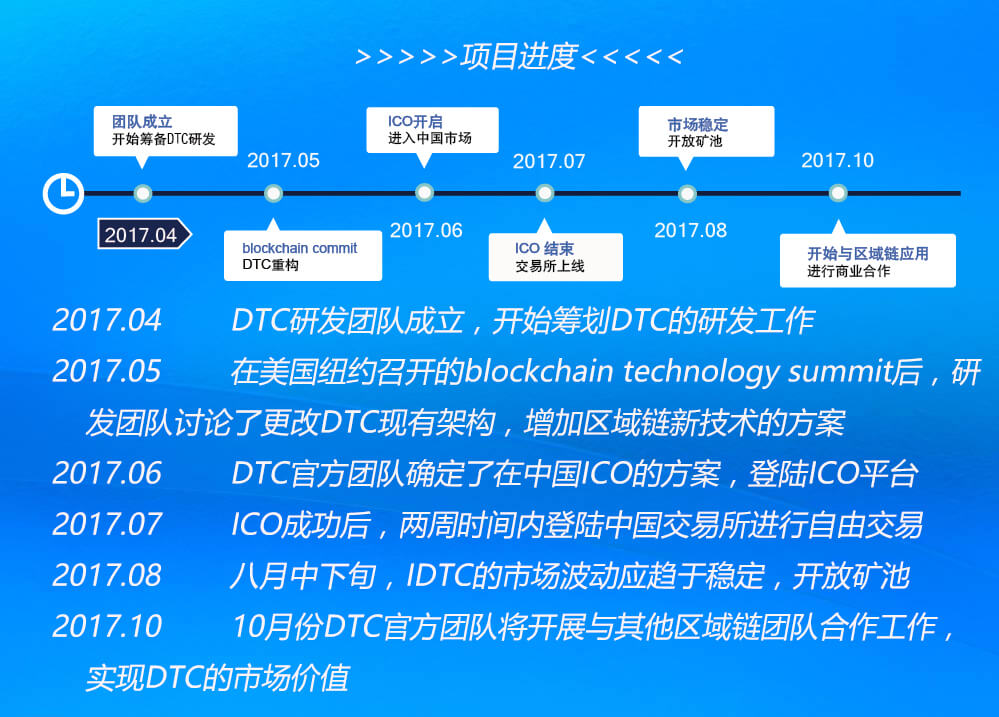 >>>>>项目进度<<<<<
团队成立
开始筹备DTC研发
2017.04
2017.05
blockchain commit
DTC重构
ICO开启
进入中国市场
2017.06
2017.07
ICO 结束
交易所上线
市场稳定
开放矿池
2017.08
2017.10
开始与区域链应用
进行商业合作
2017.04 DTC研发团队成立，开始筹划DTC的研发工作
2017.05 在美国纽约召开的blockchain technology summit后，研
发团队讨论了更改DTC现有架构，增加区域链新技术的方案
2017.06 DTC官方团队确定了在中国ICO的方案，登陆ICO平台
2017.07 ICO成功后，两周时间内登陆中国交易所进行自由交易
2017.08 八月中下旬，IDTC的市场波动应趋于稳定，开放矿池
2017.10 10月份DTC官方团队将开展与其他区域链团队合作工作，
实现DTC的市场价值